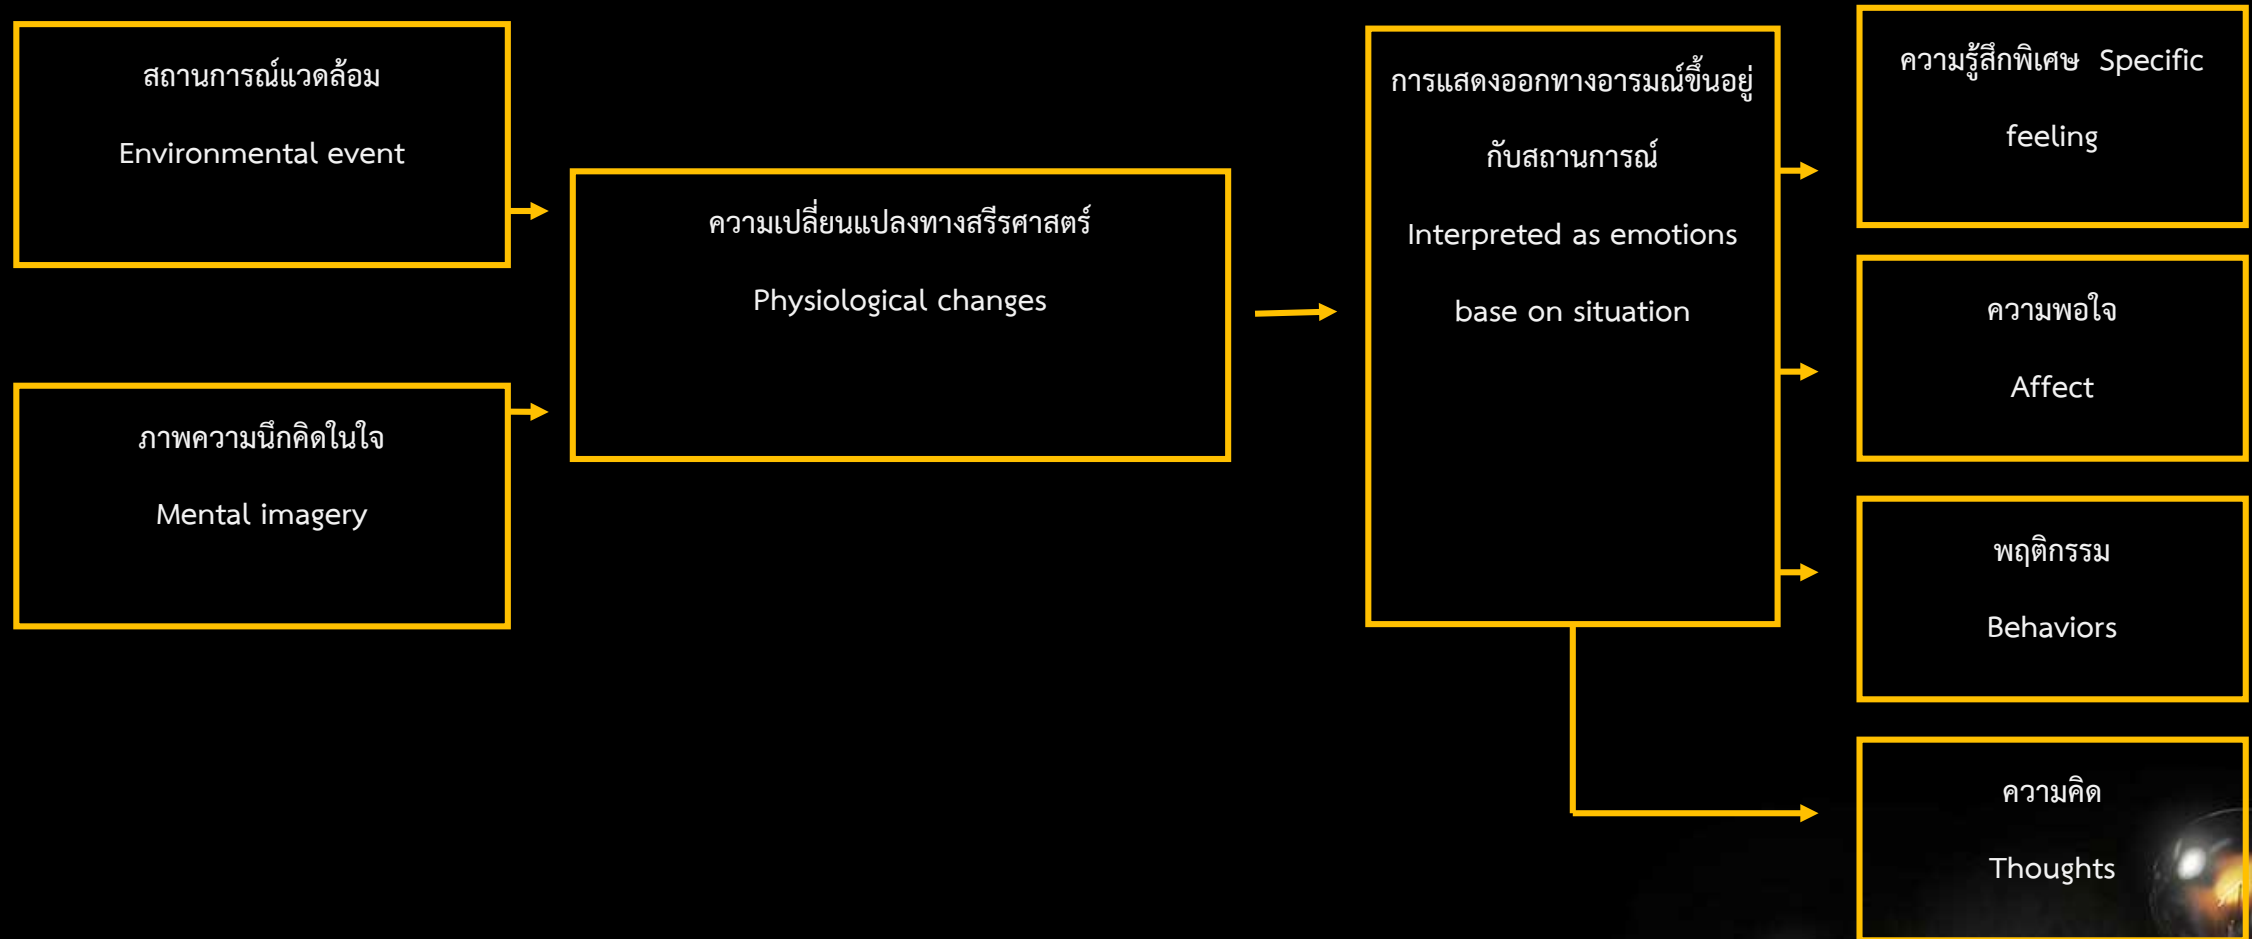 สถานการณ์แวดล้อม
Environmental event
ภาพความนึกคิดในใจ
Mental imagery
ความเปลี่ยนแปลงทางสรีรศาสตร์
Physiological changes
การแสดงออกทางอารมณ์ขึ้นอยู่
กับสถานการณ์
Interpreted as emotions
base on situation
ความรู้สึกพิเศษ Specific
feeling
ความพอใจ
Affect
พฤติกรรม
Behaviors
ความคิด
Thoughts